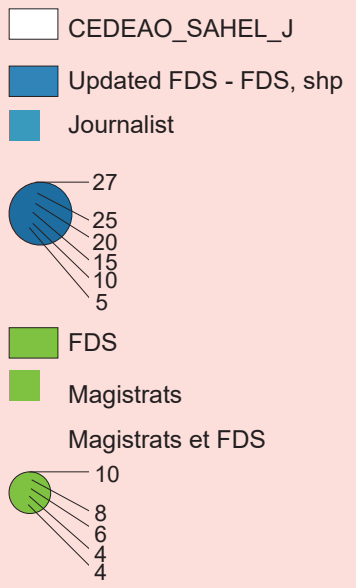 CEDEAO_SAHEL_J
Updated FDS - FDS, shp
Journalist
27
25
20
15
10
5
FDS
Magistrats
Magistrats et FDS
10
8
6
4
4